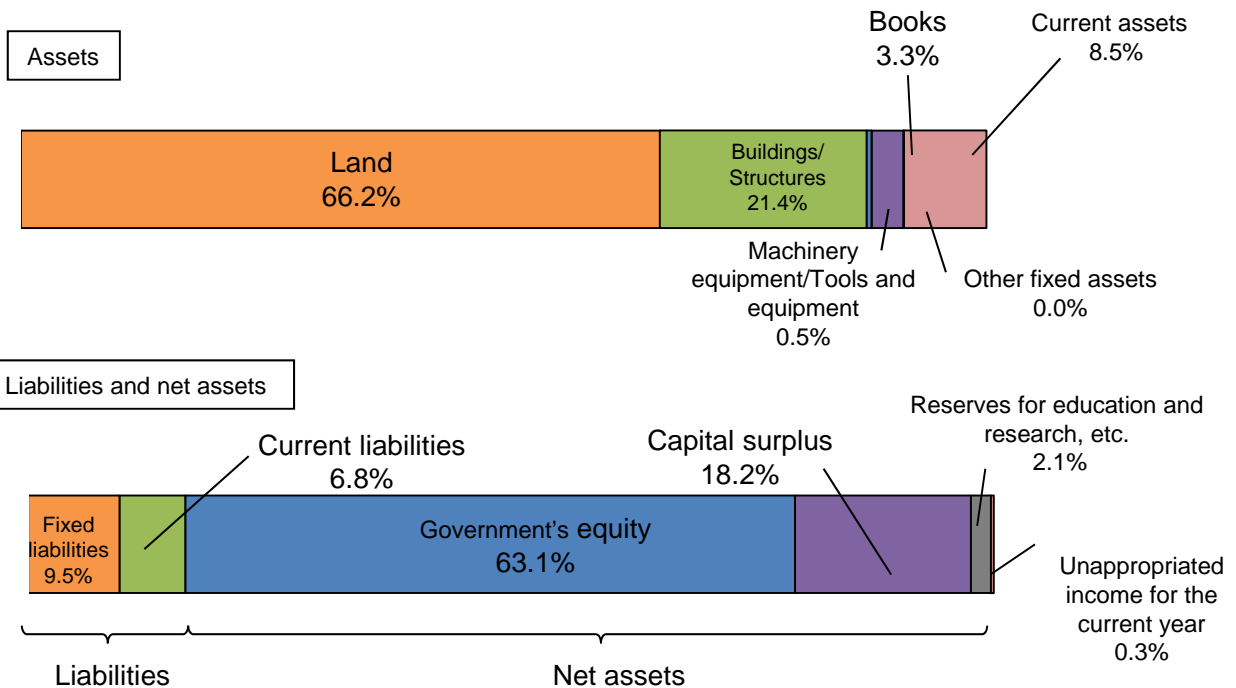 Assets
Books
3.3%
Current assets
8.5%
Land
66.2%
Buildings/
Structures
21.4%
Machinery
equipment/Tools and
equipment
0.5%
Other fixed assets
0.0%
Liabilities and net assets
Current liabilities
6.8%
Capital surplus
18.2%
Reserves for education and
research, etc.
2.1%
Fixed
liabilities
9.5%
Government's equity
63.1%
Unappropriated
income for the
current year
0.3%
Liabilities
Net assets